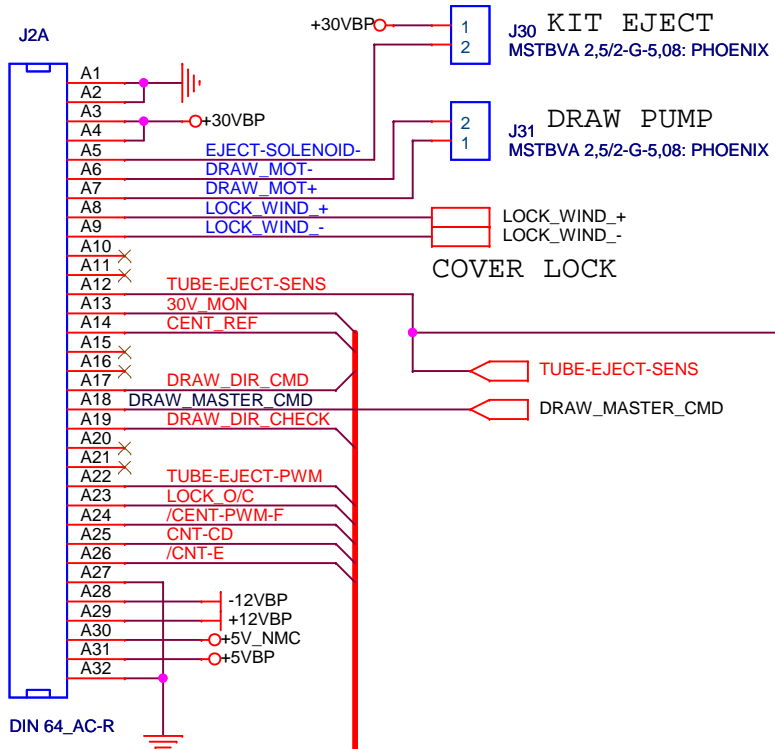 J2A
A1
A2
A3
A4
+30VBP
A5 EJECT-SOLENOID-
A6 DRAW_MOT-
A7 DRAW_MOT+
A8 LOCK_WIND_+
A9 LOCK_WIND_-
A10
A11
A12 TUBE-EJECT-SENS
A13 30V_MON
A14 CENT_REF
A15
A16
A17 DRAW_DIR_CMD
A18 DRAW_MASTER_CMD
A19 DRAW_DIR_CHECK
A20
A21
A22 TUBE-EJECT-PWM
A23 LOCK_O/C
A24 /CENT-PWM-F
A25 CNT-CD
A26 /CNT-E
A27
A28 -12VBP
A29 +12VBP
A30 +5V_NMC
A31 +5VBP
A32
DIN 64_AC-R
+30VBP
1
2
J30 KIT EJECT
MSTBVA 2,5/2-G-5,08: PHOENIX
2
1
J31 DRAW PUMP
MSTBVA 2,5/2-G-5,08: PHOENIX
LOCK_WIND_+
LOCK_WIND_-
COVER LOCK
TUBE-EJECT-SENS
DRAW_MASTER_CMD